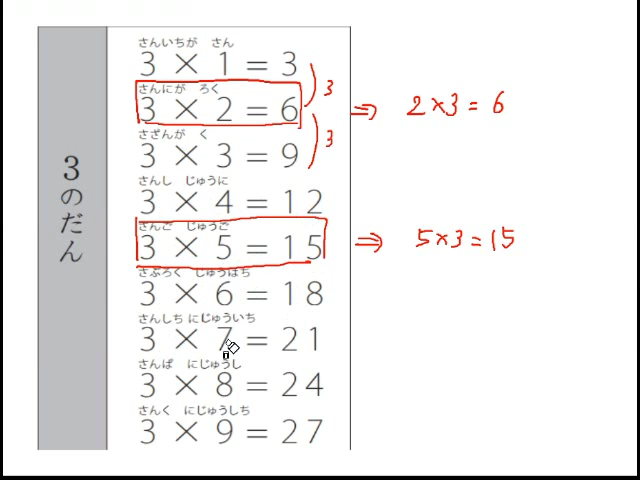 3のだん
さんいちが さん
3 × 1 = 3
3
さんにが ろく
3 × 2 = 6
⇒ 2×3=6
3
さざんが く
3 × 3 = 9
さんし じゅうに
3 × 4 = 12
さんご じゅうご
3 × 5 = 15
⇒ 5×3=15
さぶろく じゅうはち
3 × 6 = 18
さんしち にじゅういち
3 × 7 = 21
さんぱ にじゅうし
3 × 8 = 24
さんく にじゅうしち
3 × 9 = 27